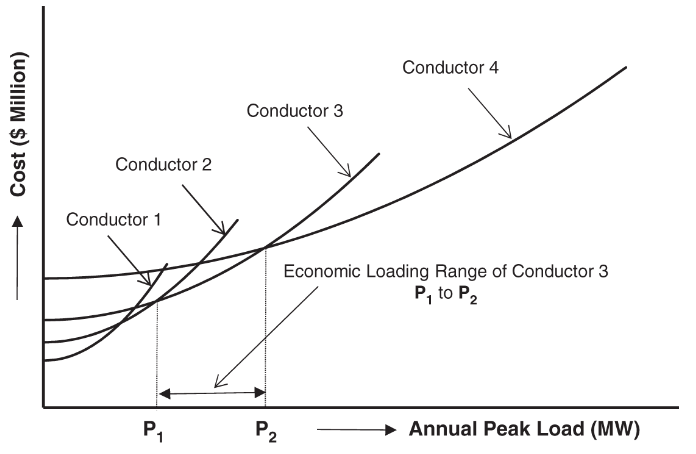 Cost ($ Million)
Conductor 4
Conductor 3
Conductor 2
Conductor 1
Economic Loading Range of Conductor 3
P1 to P2
P1
P2
Annual Peak Load (MW)